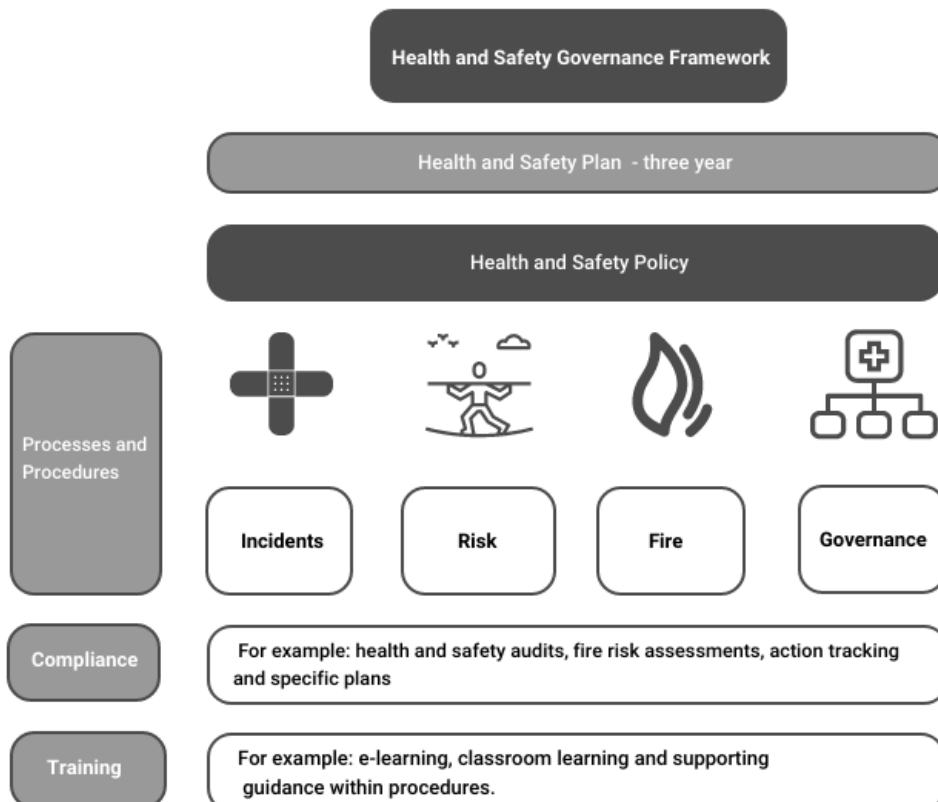 Health and Safety Governance Framework
Health and Safety Plan - three year
Health and Safety Policy
Processes and
Procedures
Incidents
Risk
Fire
Governance
Compliance
For example: health and safety audits, fire risk assessments, action tracking
and specific plans
Training
For example: e-learning, classroom learning and supporting
guidance within procedures.